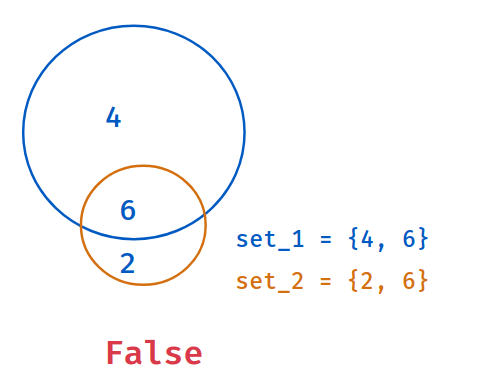 4
6
2
set_1 = {4, 6}
set_2 = {2, 6}
False